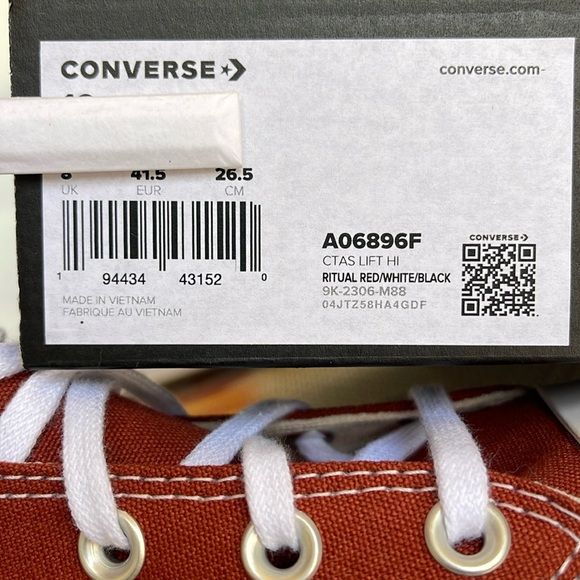 CONVERSE
converse.com
8 41.5 26.5
UK EUR CM
1 94434 43152 0
MADE IN VIETNAM
FABRIQUE AU VIETNAM
A06896F
CTAS LIFT HI
RITUAL RED/WHITE/BLACK
9K-2306-M88
04JTZ58HA4GDF
CONVERSE